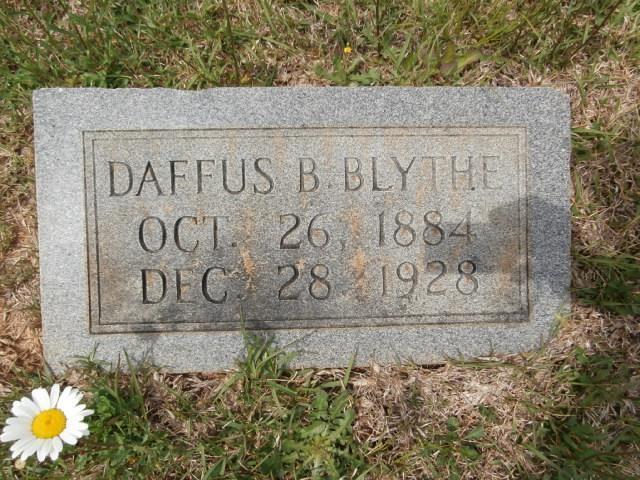 DAFFUS B. BLYTHE
OCT. 26, 1884
DEC. 28, 1928